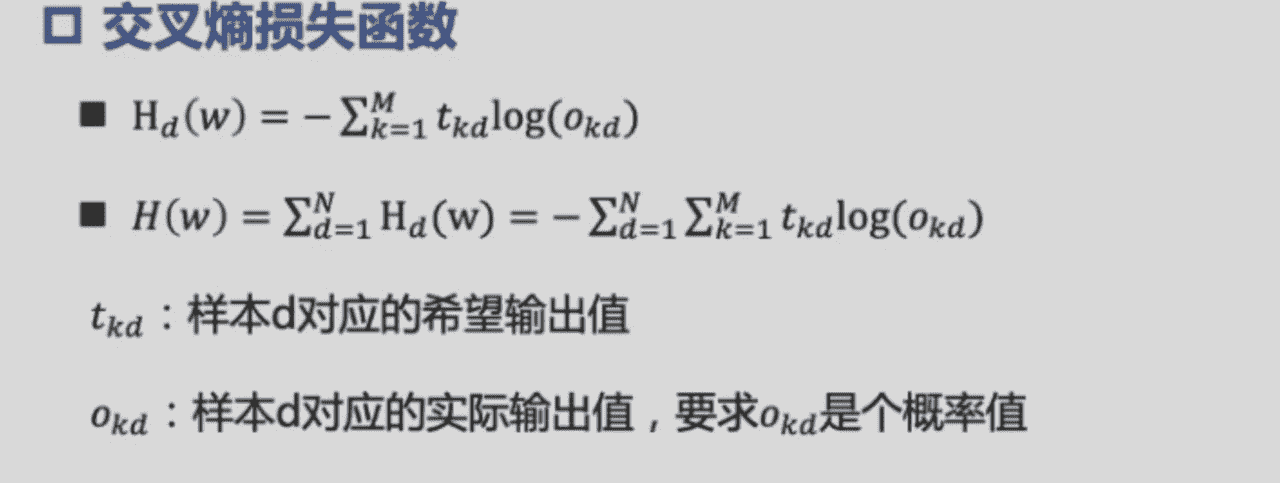 □ 交叉熵损失函数
■ H_d(w) = −∑_{k=1}^{M} t_{kd}log(o_{kd})
■ H(w) = ∑_{d=1}^{N} H_d(w) = −∑_{d=1}^{N} ∑_{k=1}^{M} t_{kd}log(o_{kd})
t_{kd}：样本d对应的希望输出值
o_{kd}：样本d对应的实际输出值，要求o_{kd}是个概率值